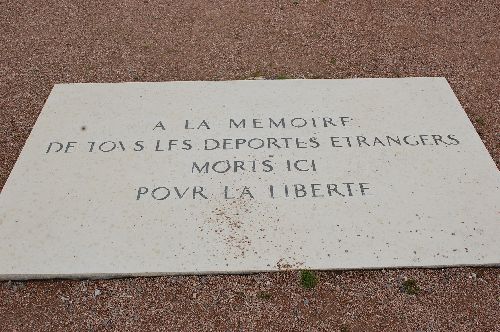 A LA MEMOIRE
DE TOVS LES DEPORTES ETRANGERS
MORTS ICI
POVR LA LIBERTE